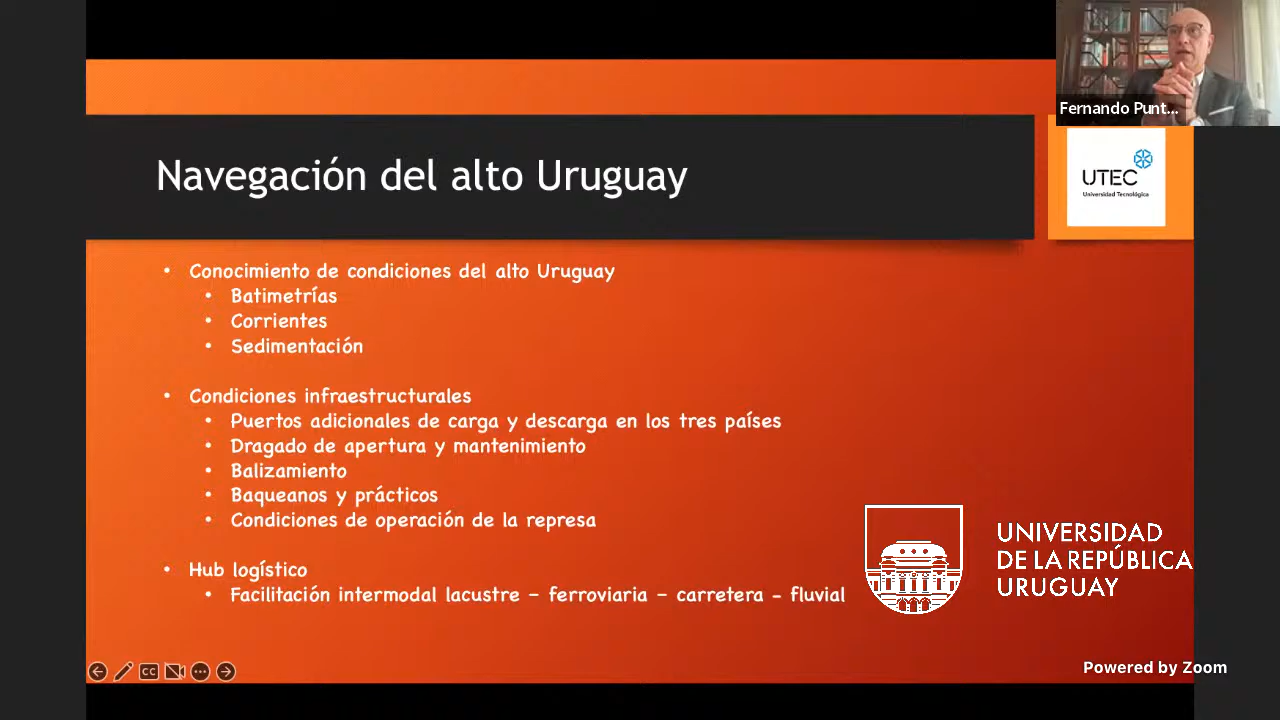 Fernando Punt...
Navegación del alto Uruguay
UTEC
Universidad Tecnológica
• Conocimiento de condiciones del alto Uruguay
• Batimetrías
• Corrientes
• Sedimentación
• Condiciones infraestructurales
• Puertos adicionales de carga y descarga en los tres países
• Dragado de apertura y mantenimiento
• Balizamiento
• Baqueanos y prácticos
• Condiciones de operación de la represa
• Hub logístico
• Facilitación intermodal lacustre – ferroviaria – carretera - fluvial
UNIVERSIDAD
DE LA REPÚBLICA
URUGUAY
CC
Powered by Zoom